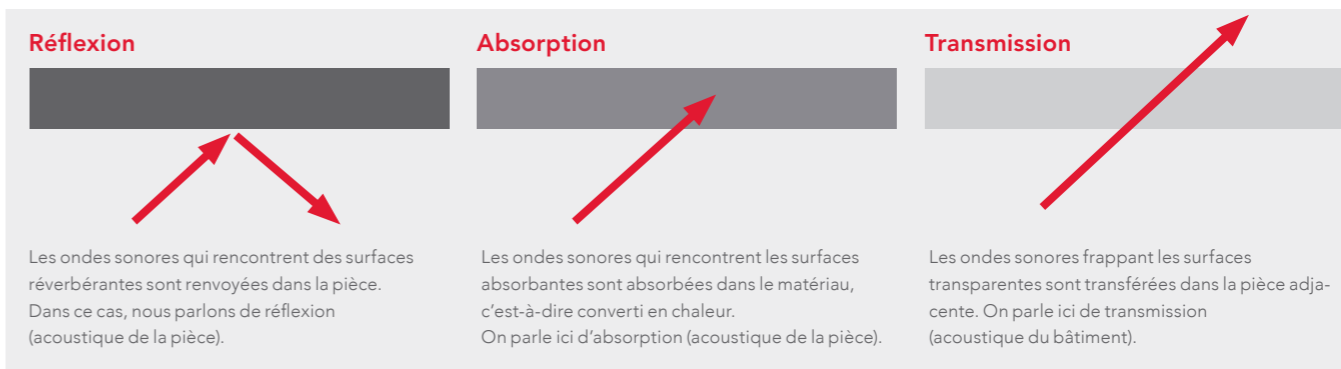 Réflexion
Les ondes sonores qui rencontrent des surfaces
réverbérantes sont renvoyées dans la pièce.
Dans ce cas, nous parlons de réflexion
(acoustique de la pièce).
Absorption
Les ondes sonores qui rencontrent les surfaces
absorbantes sont absorbées dans le matériau,
c’est-à-dire converti en chaleur.
On parle ici d’absorption (acoustique de la pièce).
Transmission
Les ondes sonores frappant les surfaces
transparentes sont transférées dans la pièce adja-
cente. On parle ici de transmission
(acoustique du bâtiment).